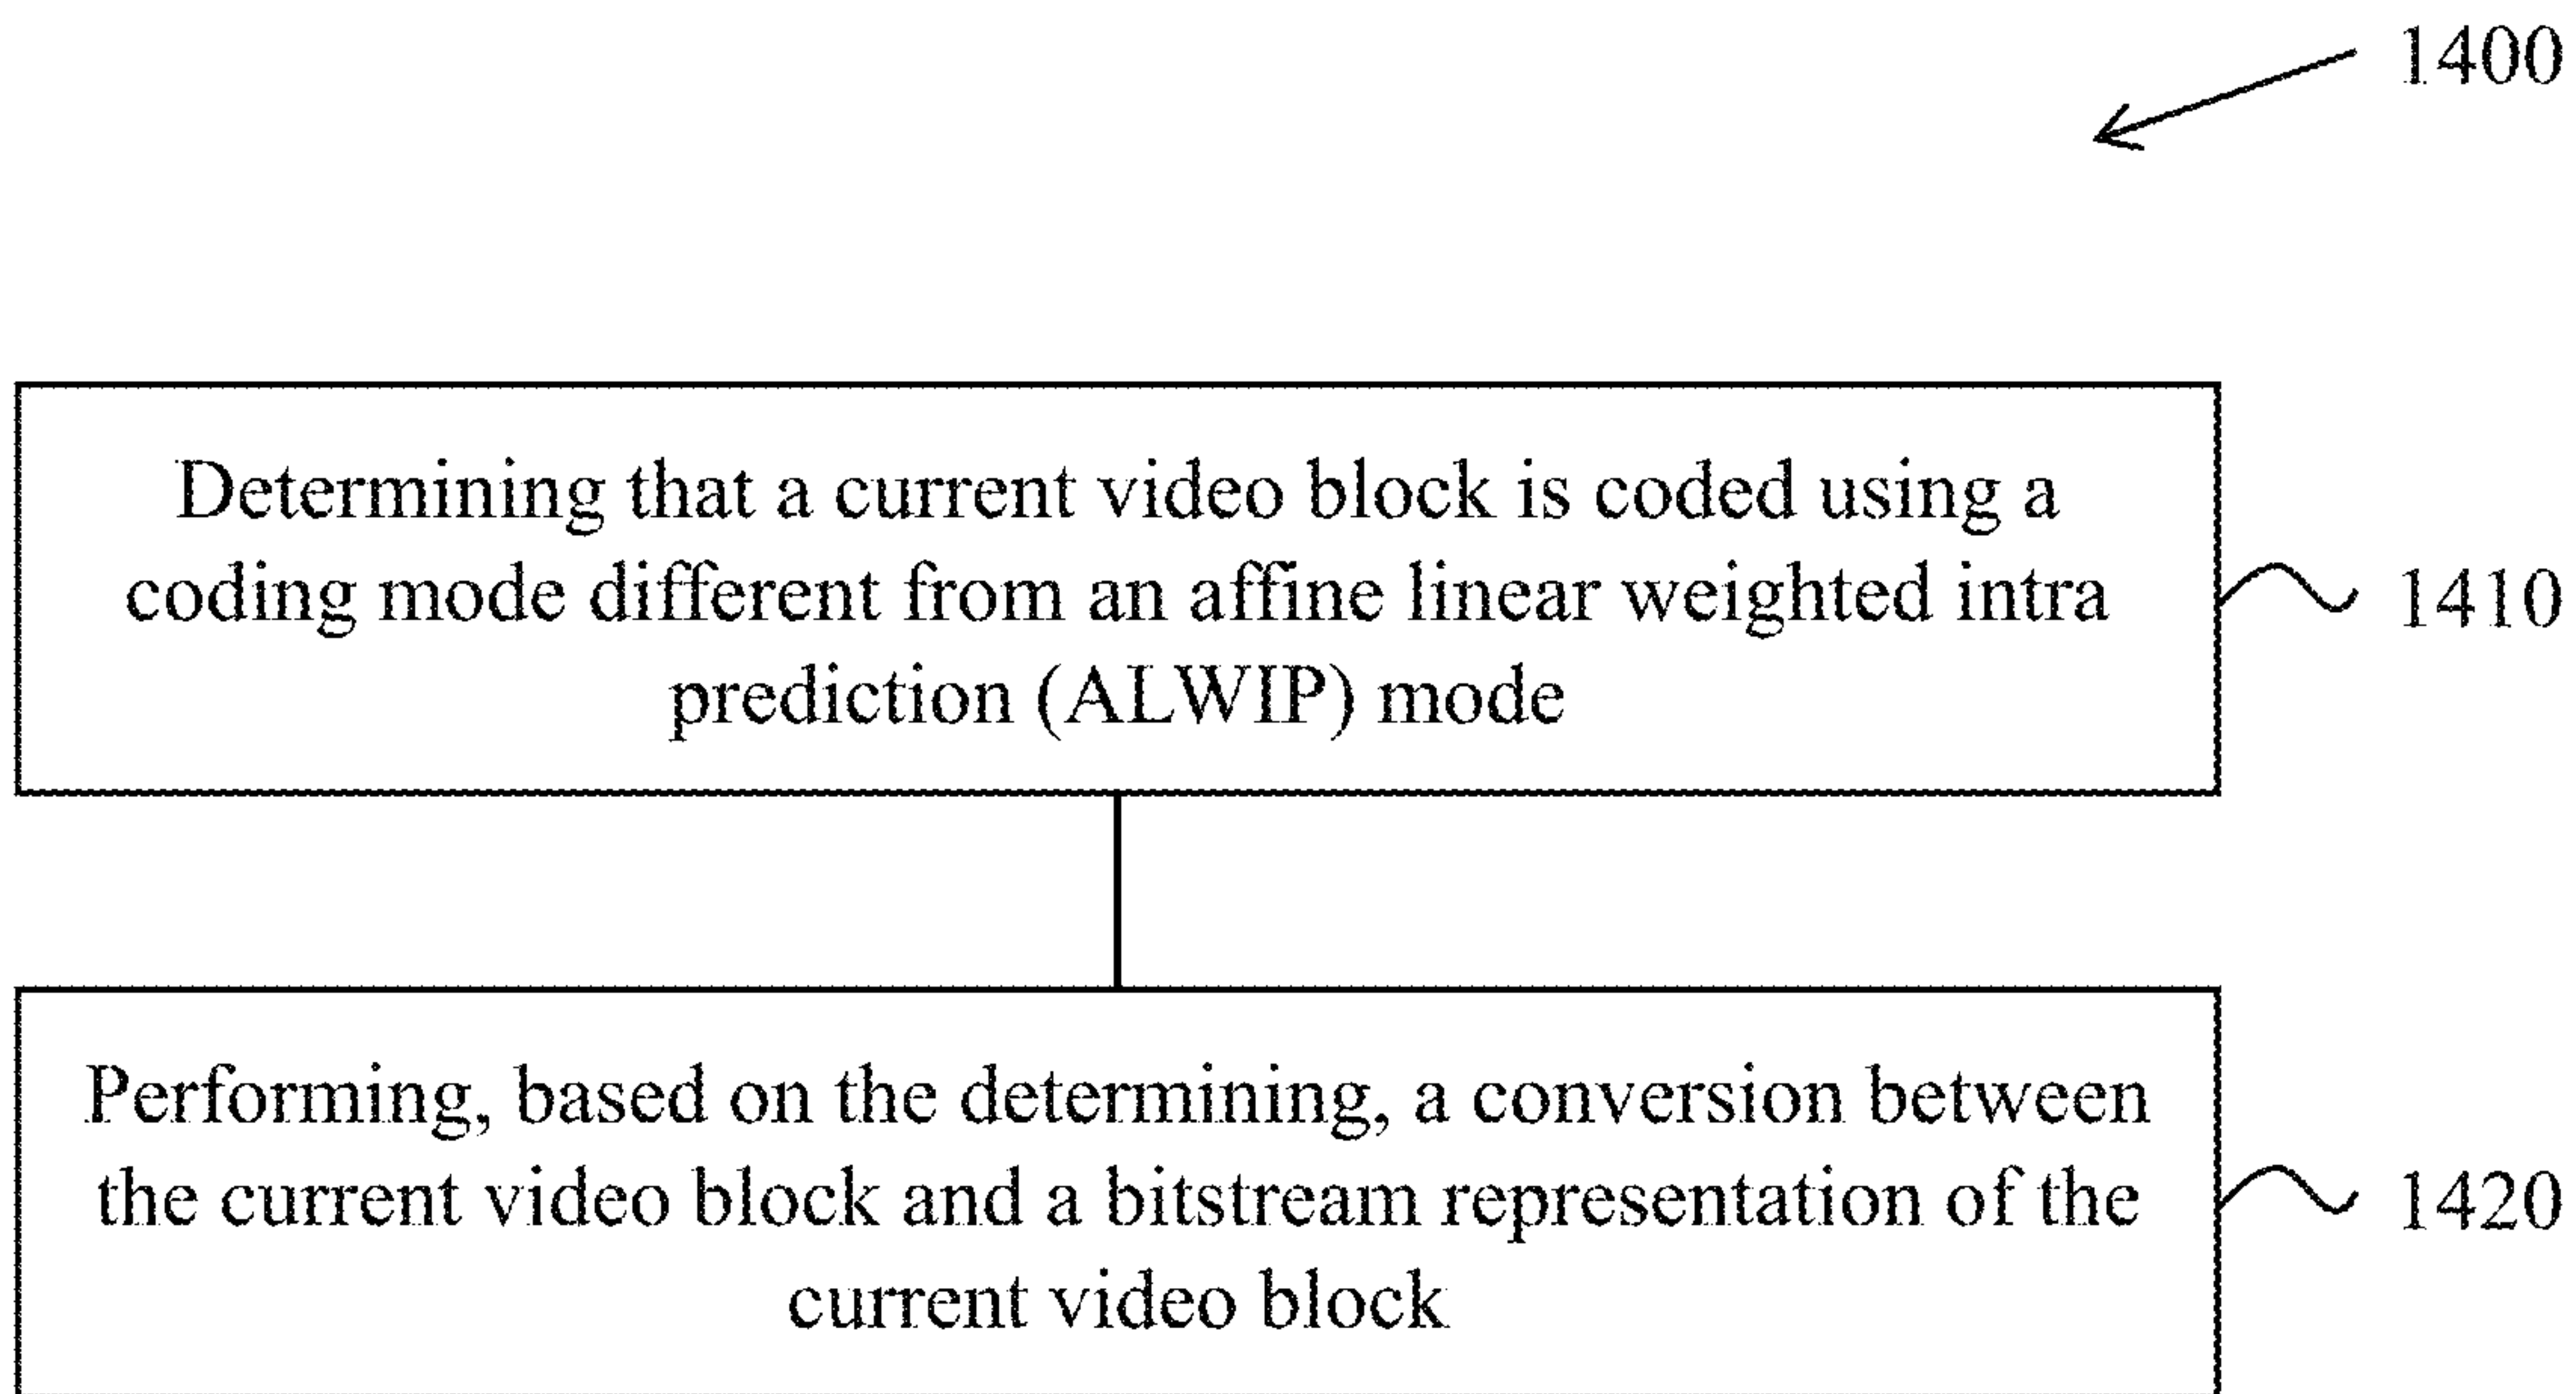 1400
Determining that a current video block is coded using a
coding mode different from an affine linear weighted intra
prediction (ALWIP) mode
1410
Performing, based on the determining, a conversion between
the current video block and a bitstream representation of the
current video block
1420